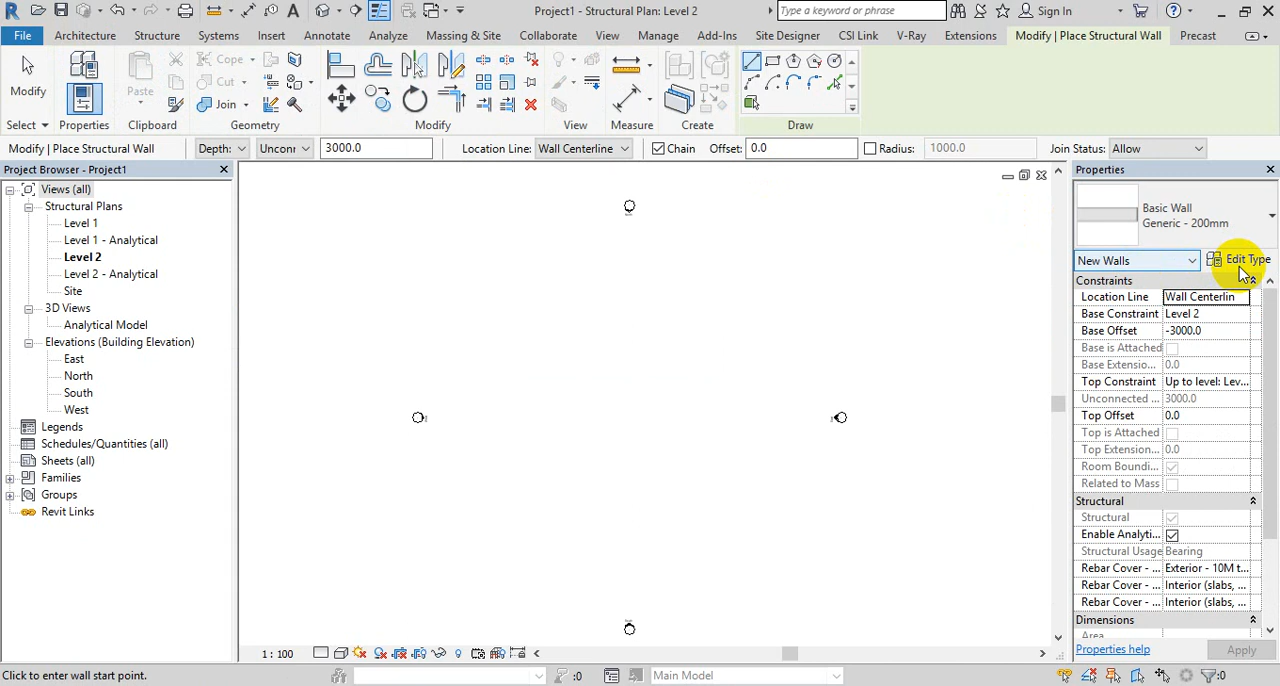 Project1 - Structural Plan: Level 2
Type a keyword or phrase
Sign In
File
Architecture
Structure
Systems
Insert
Annotate
Analyze
Massing & Site
Collaborate
View
Manage
Add-Ins
Site Designer
CSI Link
V-Ray
Extensions
Modify | Place Structural Wall
Precast
Modify
Paste
Cope
Cut
Join
Select
Properties
Clipboard
Geometry
Modify
View
Measure
Create
Draw
Modify | Place Structural Wall
Depth:
Unconr
3000.0
Location Line:
Wall Centerline
Chain
Offset:
0.0
Radius:
1000.0
Join Status:
Allow
Project Browser - Project1
Views (all)
Structural Plans
Level 1
Level 1 - Analytical
Level 2
Level 2 - Analytical
Site
3D Views
Analytical Model
Elevations (Building Elevation)
East
North
South
West
Legends
Schedules/Quantities (all)
Sheets (all)
Families
Groups
Revit Links
Properties
Basic Wall
Generic - 200mm
New Walls
Edit Type
Constraints
Location Line Wall Centerlin
Base Constraint Level 2
Base Offset -3000.0
Base is Attached
Base Extensio... 0.0
Top Constraint Up to level: Lev...
Unconnected ... 3000.0
Top Offset 0.0
Top is Attached
Top Extension... 0.0
Room Boundi...
Related to Mass
Structural
Structural
Enable Analyti...
Structural Usage Bearing
Rebar Cover - ... Exterior - 10M t...
Rebar Cover - ... Interior (slabs, ...
Rebar Cover - ... Interior (slabs, ...
Dimensions
Area
Properties help
Apply
1 : 100
Click to enter wall start point.
:0
Main Model
:0